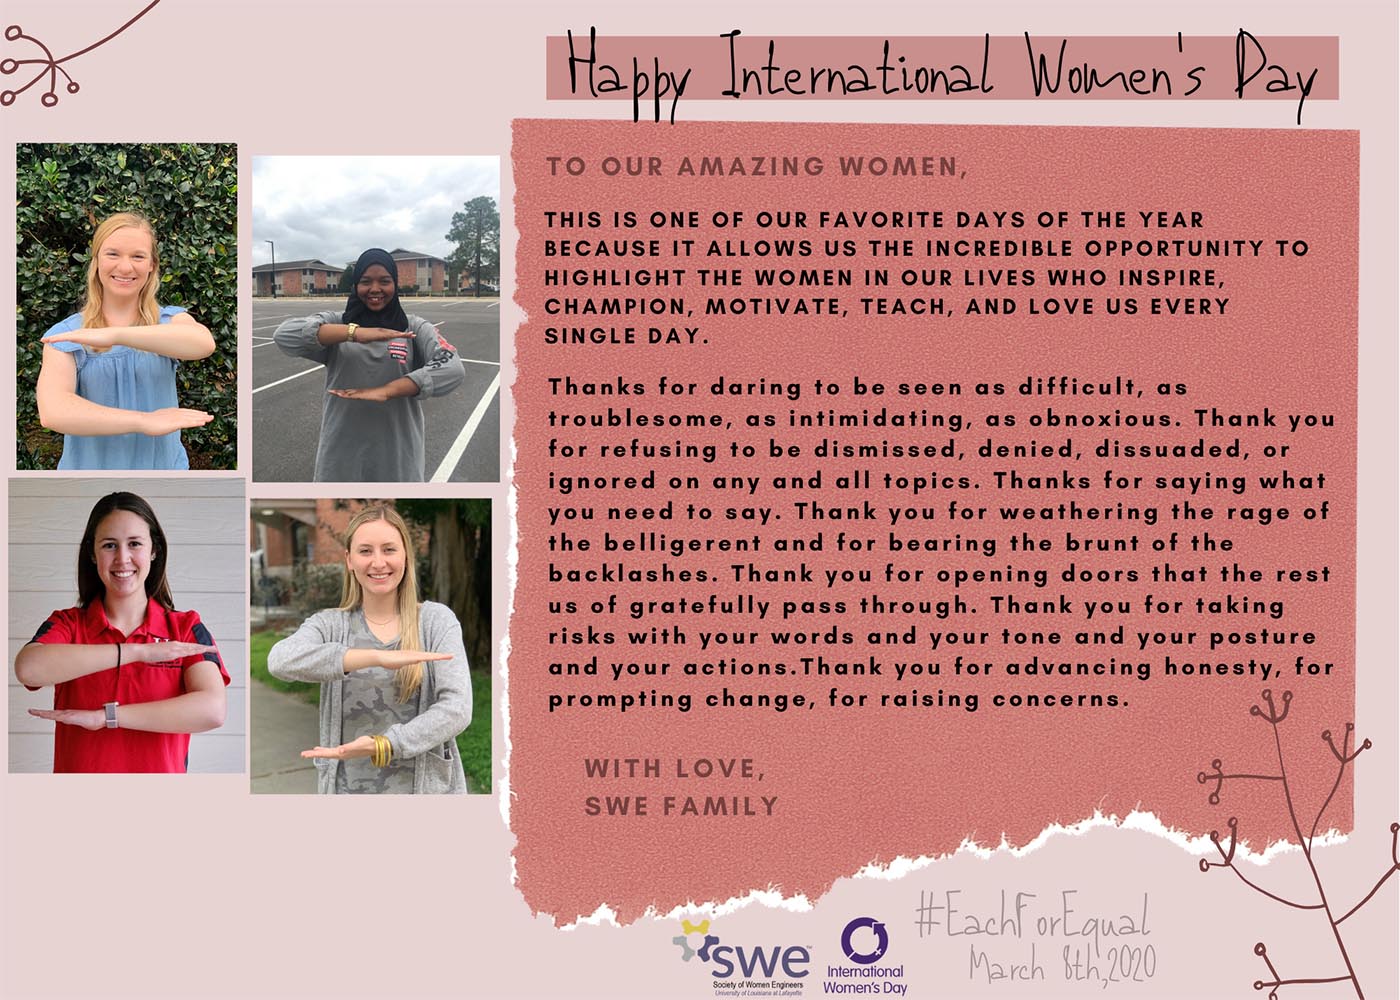 Happy International Women's Day
TO OUR AMAZING WOMEN,
THIS IS ONE OF OUR FAVORITE DAYS OF THE YEAR
BECAUSE IT ALLOWS US THE INCREDIBLE OPPORTUNITY TO
HIGHLIGHT THE WOMEN IN OUR LIVES WHO INSPIRE,
CHAMPION, MOTIVATE, TEACH, AND LOVE US EVERY
SINGLE DAY.
Thanks for daring to be seen as difficult, as
troublesome, as intimidating, as obnoxious. Thank you
for refusing to be dismissed, denied, dissuaded, or
ignored on any and all topics. Thanks for saying what
you need to say. Thank you for weathering the rage of
the belligerent and for bearing the brunt of the
backlashes. Thank you for opening doors that the rest
us of gratefully pass through. Thank you for taking
risks with your words and your tone and your posture
and your actions.Thank you for advancing honesty, for
prompting change, for raising concerns.
WITH LOVE,
SWE FAMILY
swe™
Society of Women Engineers
University of Louisiana at Lafayette
International
Women's Day
#EachForEqual
March 8th,2020